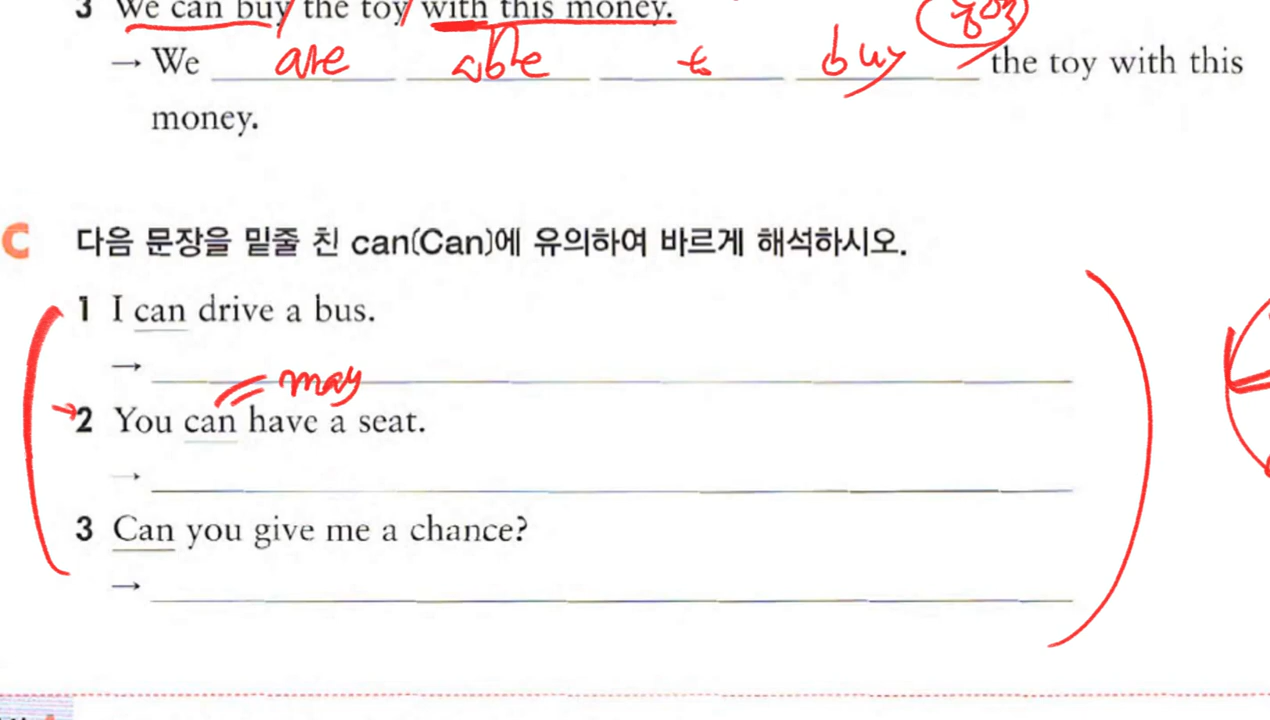 3 We can buy the toy with this money.
→ We are able to buy the toy with this
money.
C 다음 문장을 밑줄 친 can(Can)에 유의하여 바르게 해석하시오.
1 I can drive a bus.
→
may
→ 2 You can have a seat.
→
3 Can you give me a chance?
→